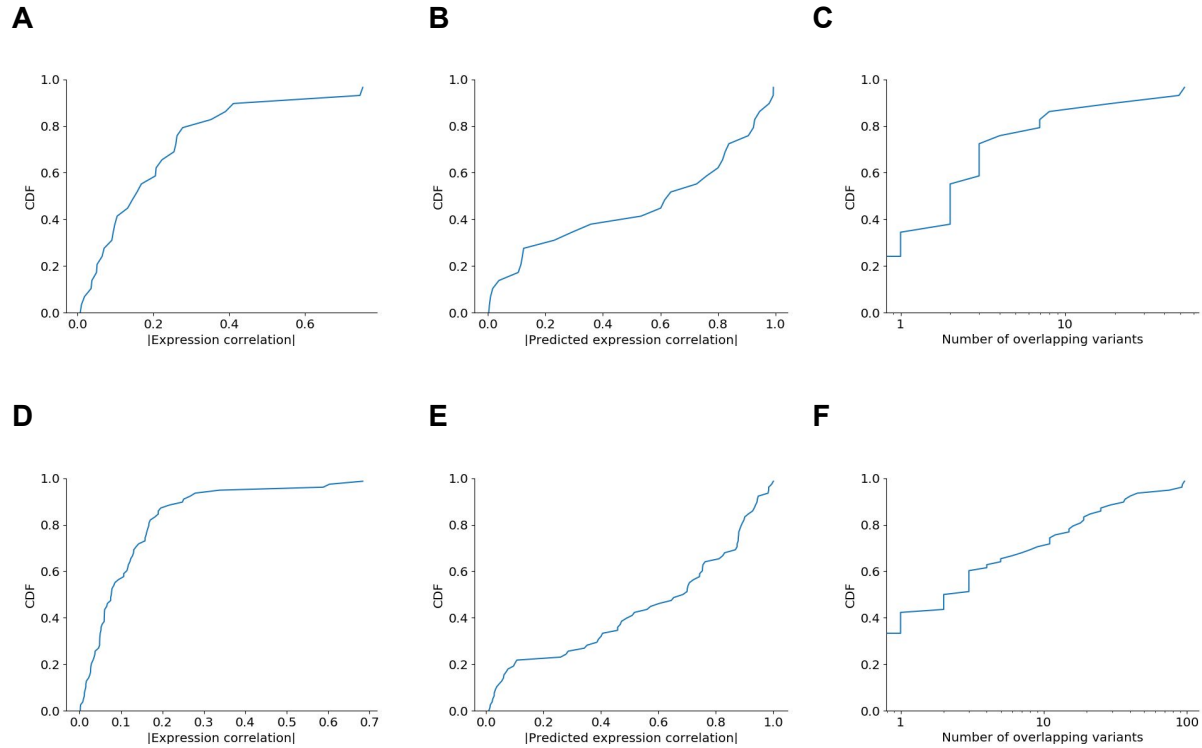 A
B
C
1.0
0.8
0.6
0.4
0.2
0.0
CDF
0.0 0.2 0.4 0.6
|Expression correlation|
1.0
0.8
0.6
0.4
0.2
0.0
CDF
0.0 0.2 0.4 0.6 0.8 1.0
|Predicted expression correlation|
1.0
0.8
0.6
0.4
0.2
0.0
CDF
1 10
Number of overlapping variants
D
E
F
1.0
0.8
0.6
0.4
0.2
0.0
CDF
0.0 0.1 0.2 0.3 0.4 0.5 0.6 0.7
|Expression correlation|
1.0
0.8
0.6
0.4
0.2
0.0
CDF
0.0 0.2 0.4 0.6 0.8 1.0
|Predicted expression correlation|
1.0
0.8
0.6
0.4
0.2
0.0
CDF
1 10 100
Number of overlapping variants